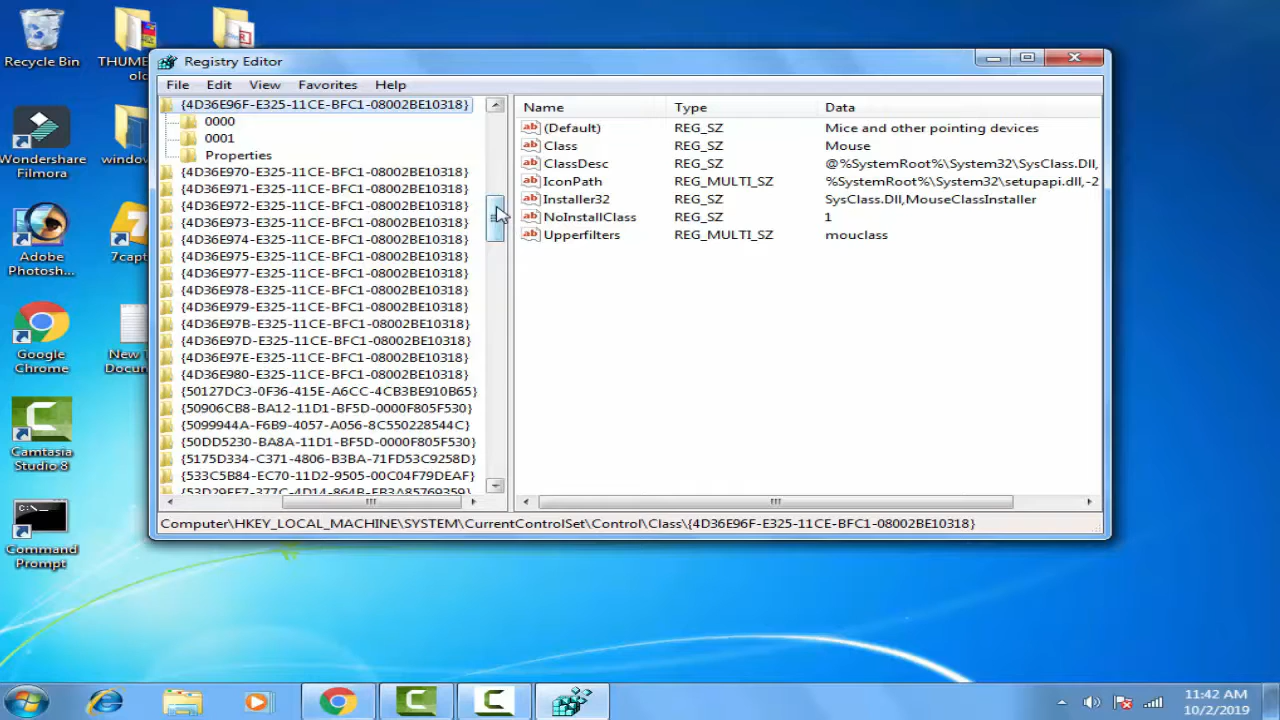 Recycle Bin
THUME
olc
Wondershare
Filmora
window
Adobe
Photosh...
7capt
Google
Chrome
New T
Docum
Camtasia
Studio 8
C:\>_
Command
Prompt
Registry Editor
File Edit View Favorites Help
{4D36E96F-E325-11CE-BFC1-08002BE10318}
0000
0001
Properties
{4D36E970-E325-11CE-BFC1-08002BE10318}
{4D36E971-E325-11CE-BFC1-08002BE10318}
{4D36E972-E325-11CE-BFC1-08002BE10318}
{4D36E973-E325-11CE-BFC1-08002BE10318}
{4D36E974-E325-11CE-BFC1-08002BE10318}
{4D36E975-E325-11CE-BFC1-08002BE10318}
{4D36E977-E325-11CE-BFC1-08002BE10318}
{4D36E978-E325-11CE-BFC1-08002BE10318}
{4D36E979-E325-11CE-BFC1-08002BE10318}
{4D36E97B-E325-11CE-BFC1-08002BE10318}
{4D36E97D-E325-11CE-BFC1-08002BE10318}
{4D36E97E-E325-11CE-BFC1-08002BE10318}
{4D36E980-E325-11CE-BFC1-08002BE10318}
{50127DC3-0F36-415E-A6CC-4CB3BE910B65}
{50906CB8-BA12-11D1-BF5D-0000F805F530}
{5099944A-F6B9-4057-A056-8C550228544C}
{50DD5230-BA8A-11D1-BF5D-0000F805F530}
{5175D334-C371-4806-B3BA-71FD53C9258D}
{533C5B84-EC70-11D2-9505-00C04F79DEAF}
{53D29EF7-377C-4D14-864B-EB3A85769359}
Name Type Data
(Default) REG_SZ Mice and other pointing devices
Class REG_SZ Mouse
ClassDesc REG_SZ @%SystemRoot%\System32\SysClass.Dll,
IconPath REG_MULTI_SZ %SystemRoot%\System32\setupapi.dll,-2
Installer32 REG_SZ SysClass.Dll,MouseClassInstaller
NoInstallClass REG_SZ 1
Upperfilters REG_MULTI_SZ mouclass
Computer\HKEY_LOCAL_MACHINE\SYSTEM\CurrentControlSet\Control\Class\{4D36E96F-E325-11CE-BFC1-08002BE10318}
11:42 AM
10/2/2019